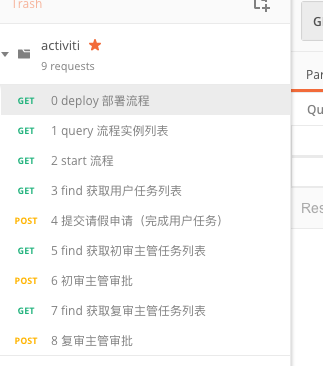 Trash
activiti
9 requests
GET 0 deploy 部署流程
GET 1 query 流程实例列表
GET 2 start 流程
GET 3 find 获取用户任务列表
POST 4 提交请假申请（完成用户任务）
GET 5 find 获取初审主管任务列表
POST 6 初审主管审批
GET 7 find 获取复审主管任务列表
POST 8 复审主管审批
G
Par
Qu
Res